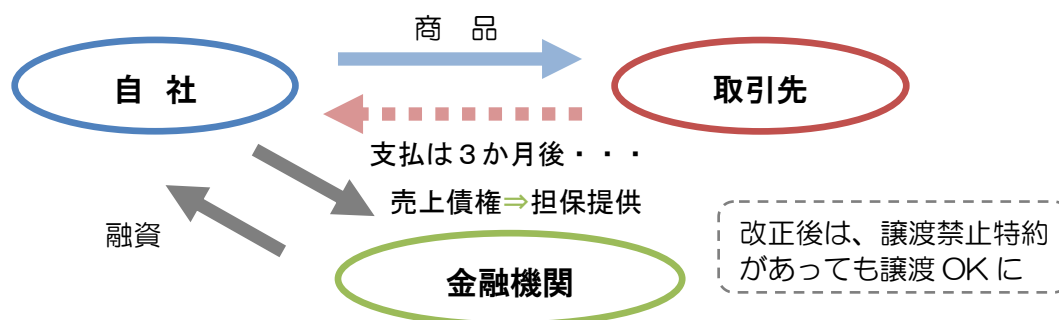 商　品
自　社
取引先
支払は３か月後・・・
売上債権⇒担保提供
融資
改正後は、譲渡禁止特約
があっても譲渡 OK に
金融機関